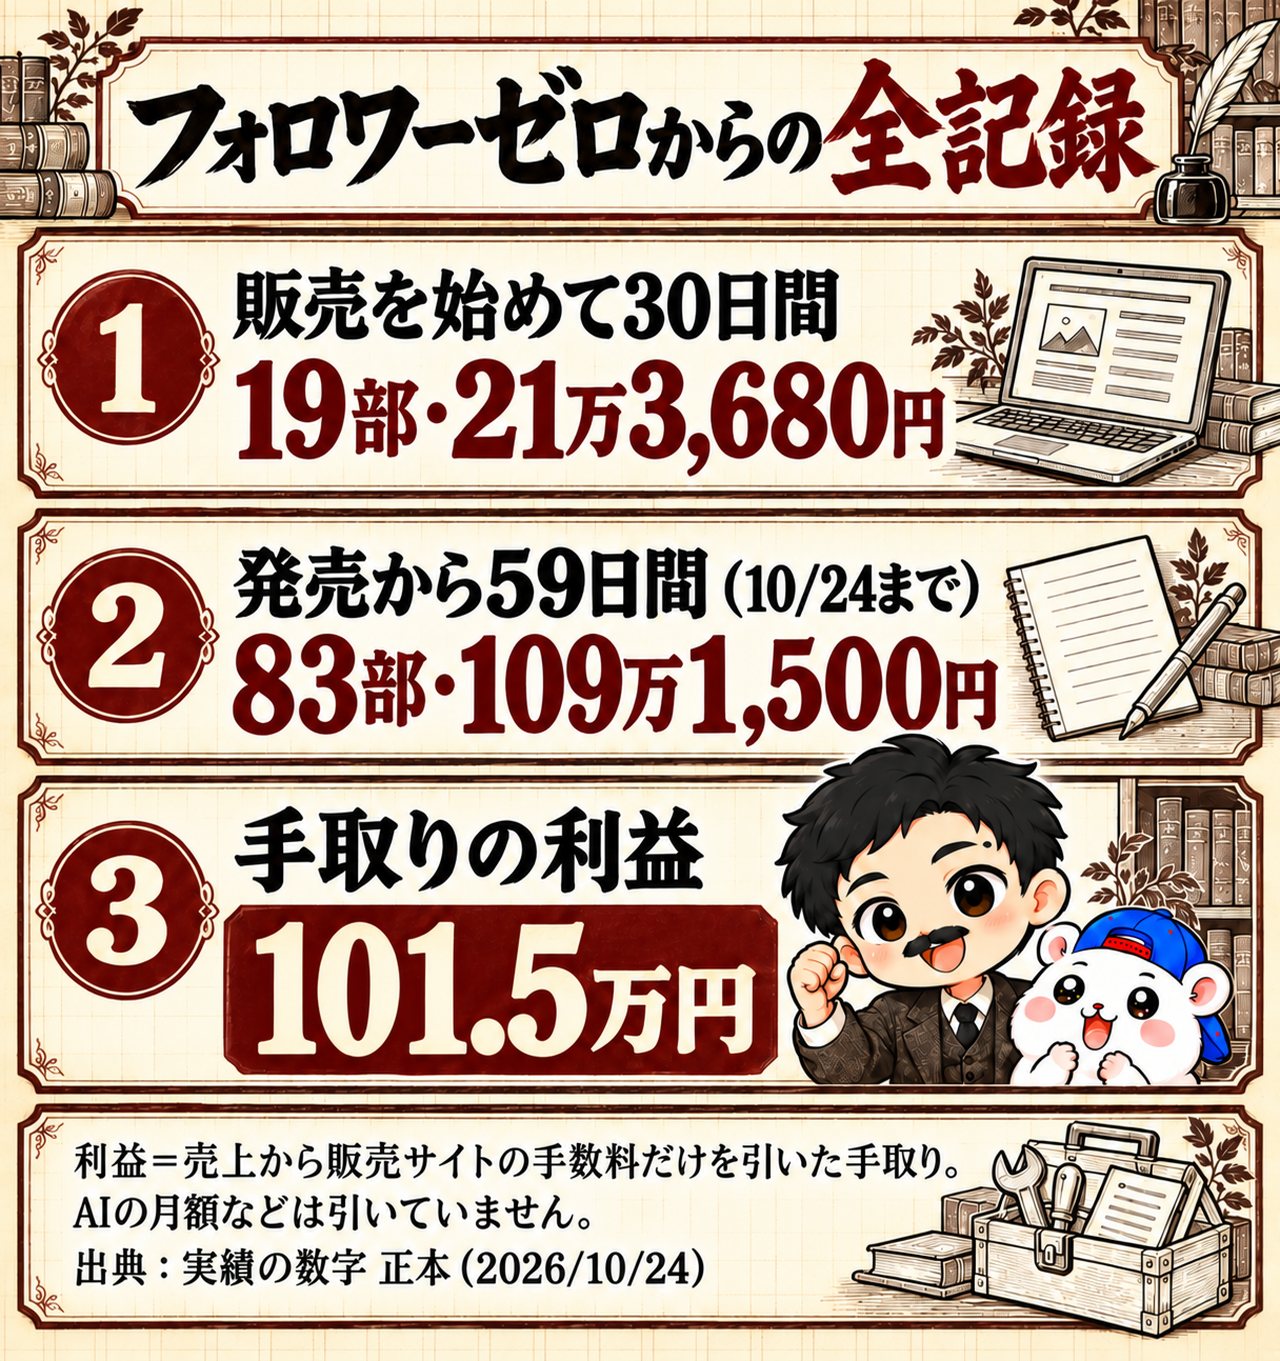 フォロワーゼロからの全記録
1
販売を始めて30日間
19部・21万3,680円
2
発売から59日間(10/24まで)
83部・109万1,500円
3
手取りの利益
101.5万円
利益＝売上から販売サイトの手数料だけを引いた手取り。
AIの月額などは引いていません。
出典：実績の数字 正本(2026/10/24)